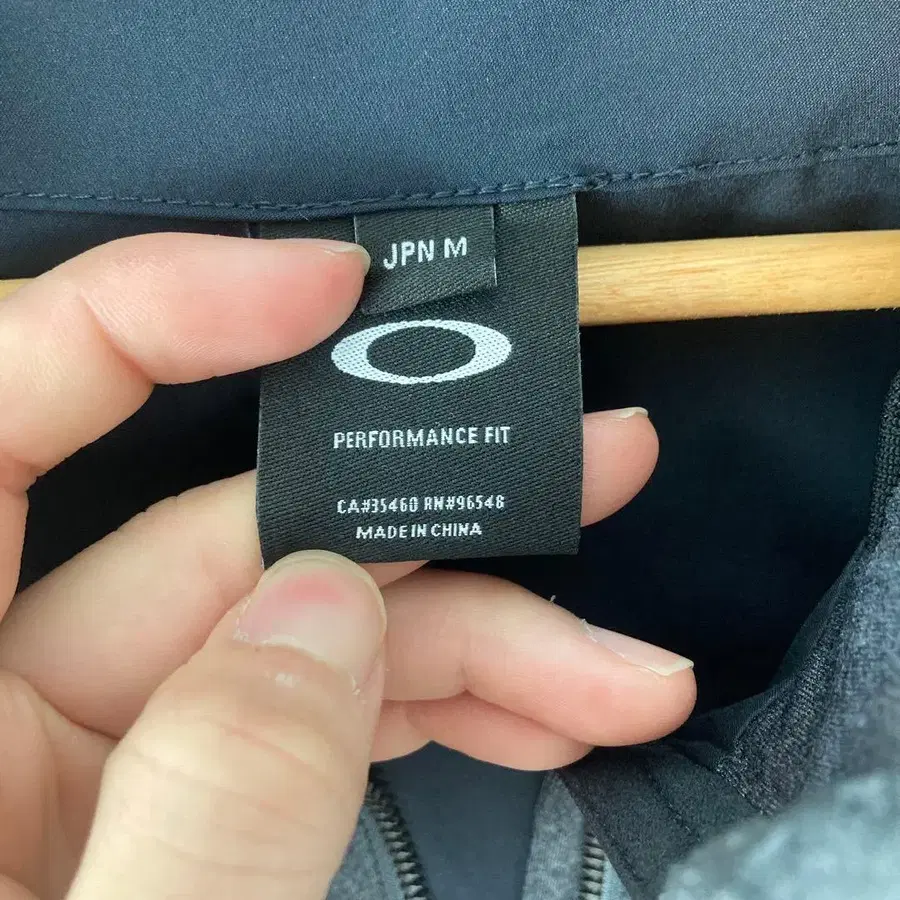 JPN M
PERFORMANCE FIT
CA#35460 RN#96548
MADE IN CHINA